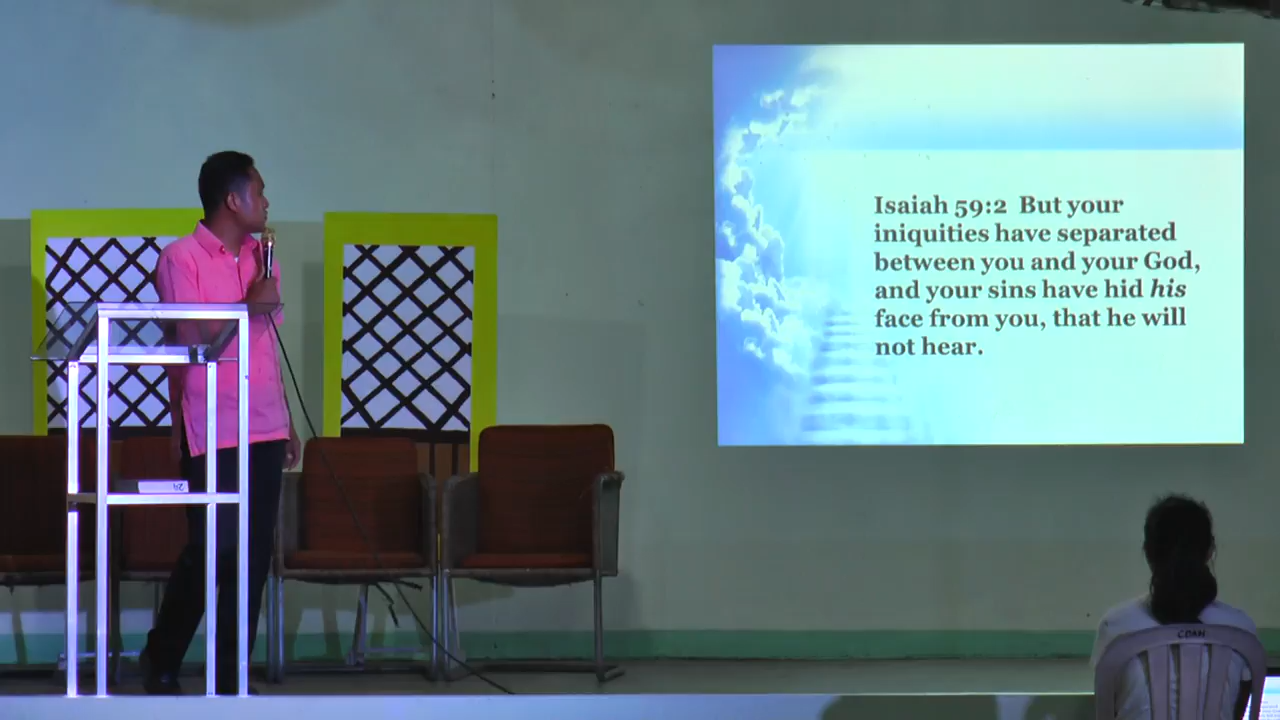 Isaiah 59:2  But your
iniquities have separated
between you and your God,
and your sins have hid his
face from you, that he will
not hear.